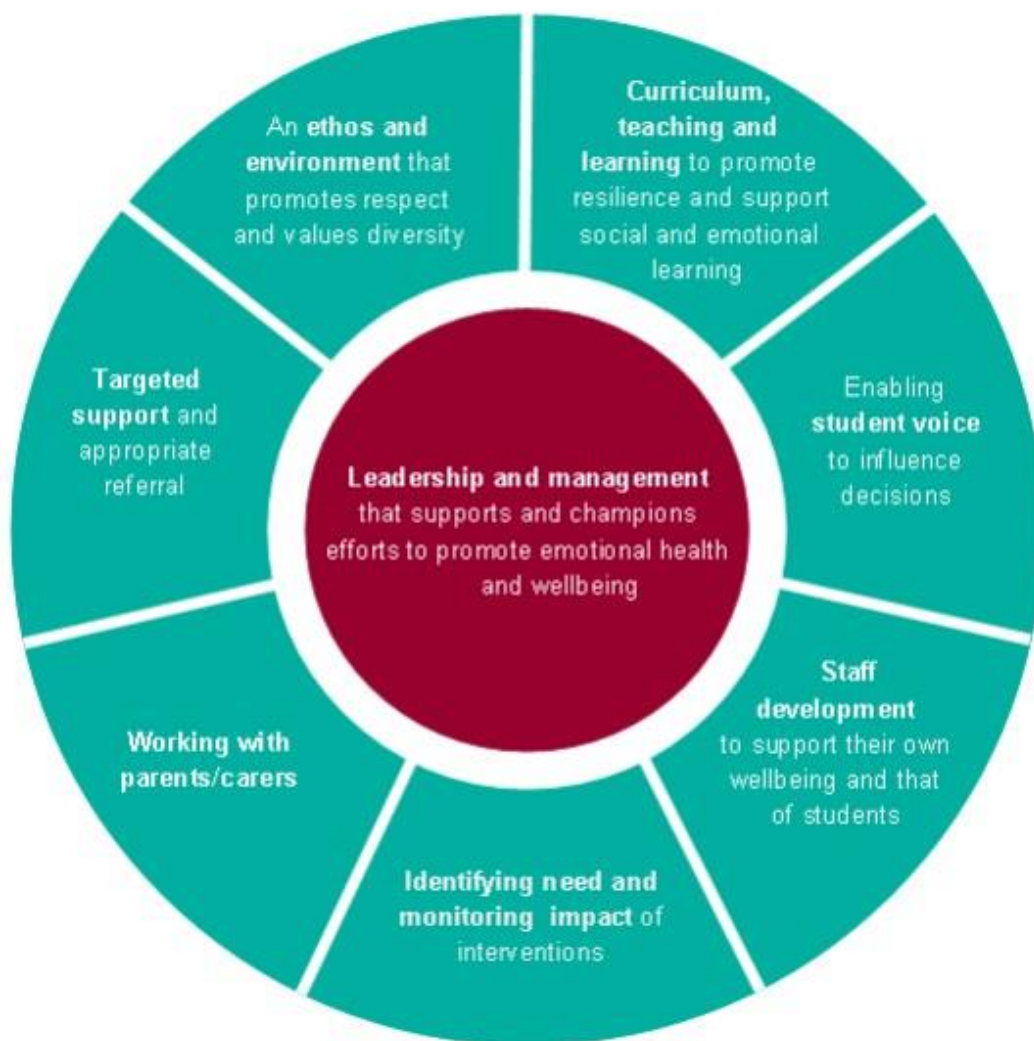 An ethos and
environment that
promotes respect
and values diversity
Curriculum,
teaching and
learning to promote
resilience and support
social and emotional
learning
Enabling
student voice
to influence
decisions
Staff
development
to support their own
wellbeing and that
of students
Identifying need and
monitoring impact of
interventions
Working with
parents/carers
Targeted
support and
appropriate
referral
Leadership and management
that supports and champions
efforts to promote emotional health
and wellbeing